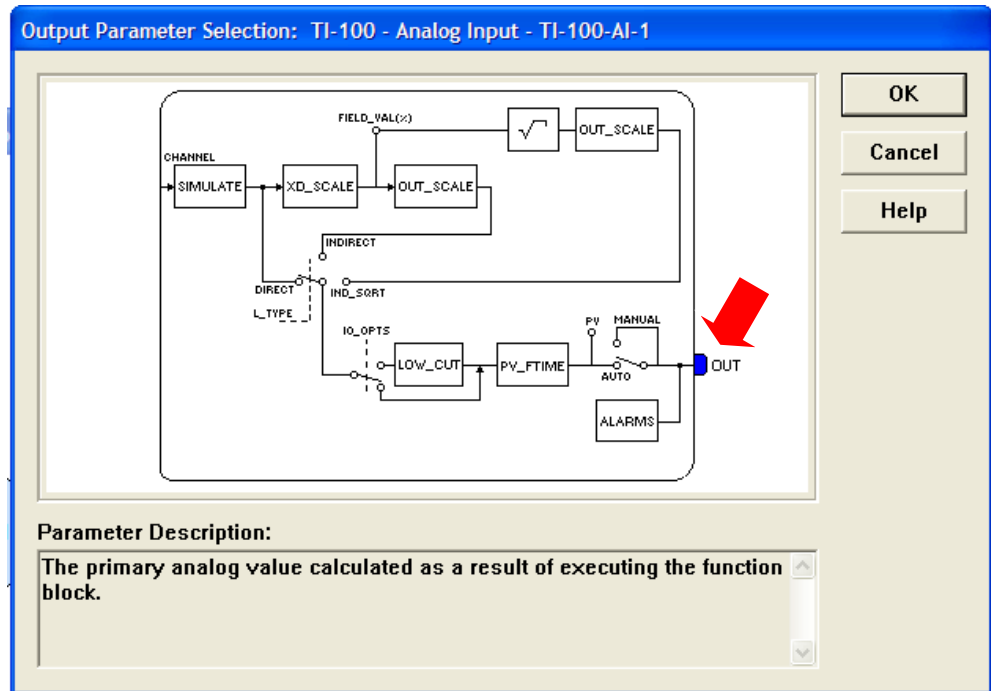 Output Parameter Selection: TI-100 - Analog Input - TI-100-AI-1
OK
Cancel
Help
FIELD_VAL(%)
OUT_SCALE
CHANNEL
SIMULATE
XD_SCALE
OUT_SCALE
INDIRECT
DIRECT
IND_SQRT
L_TYPE
IO_OPTS
PV
MANUAL
LOW_CUT
PV_FTIME
AUTO
OUT
ALARMS
Parameter Description:
The primary analog value calculated as a result of executing the function
block.